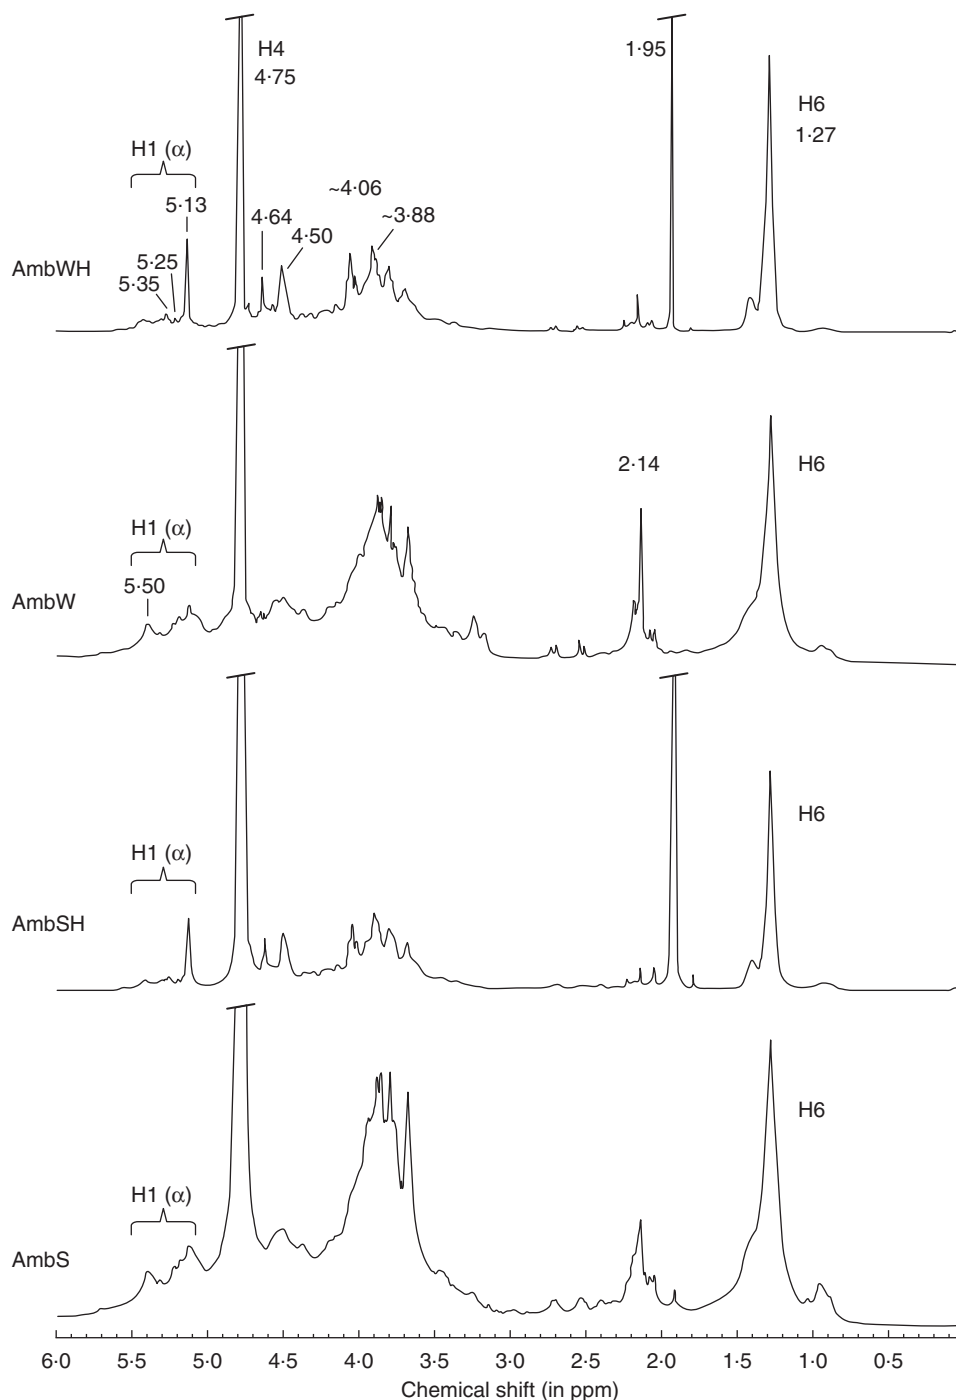 H4
4·75
1·95
H6
1·27
H1 (α)
5·13
4·64
4·50
~4·06
~3·88
5·25
5·35
AmbWH
2·14
H6
H1 (α)
5·50
AmbW
H6
H1 (α)
AmbSH
H6
H1 (α)
AmbS
6·0 5·5 5·0 4·5 4·0 3·5 3·0 2·5 2·0 1·5 1·0 0·5
Chemical shift (in ppm)